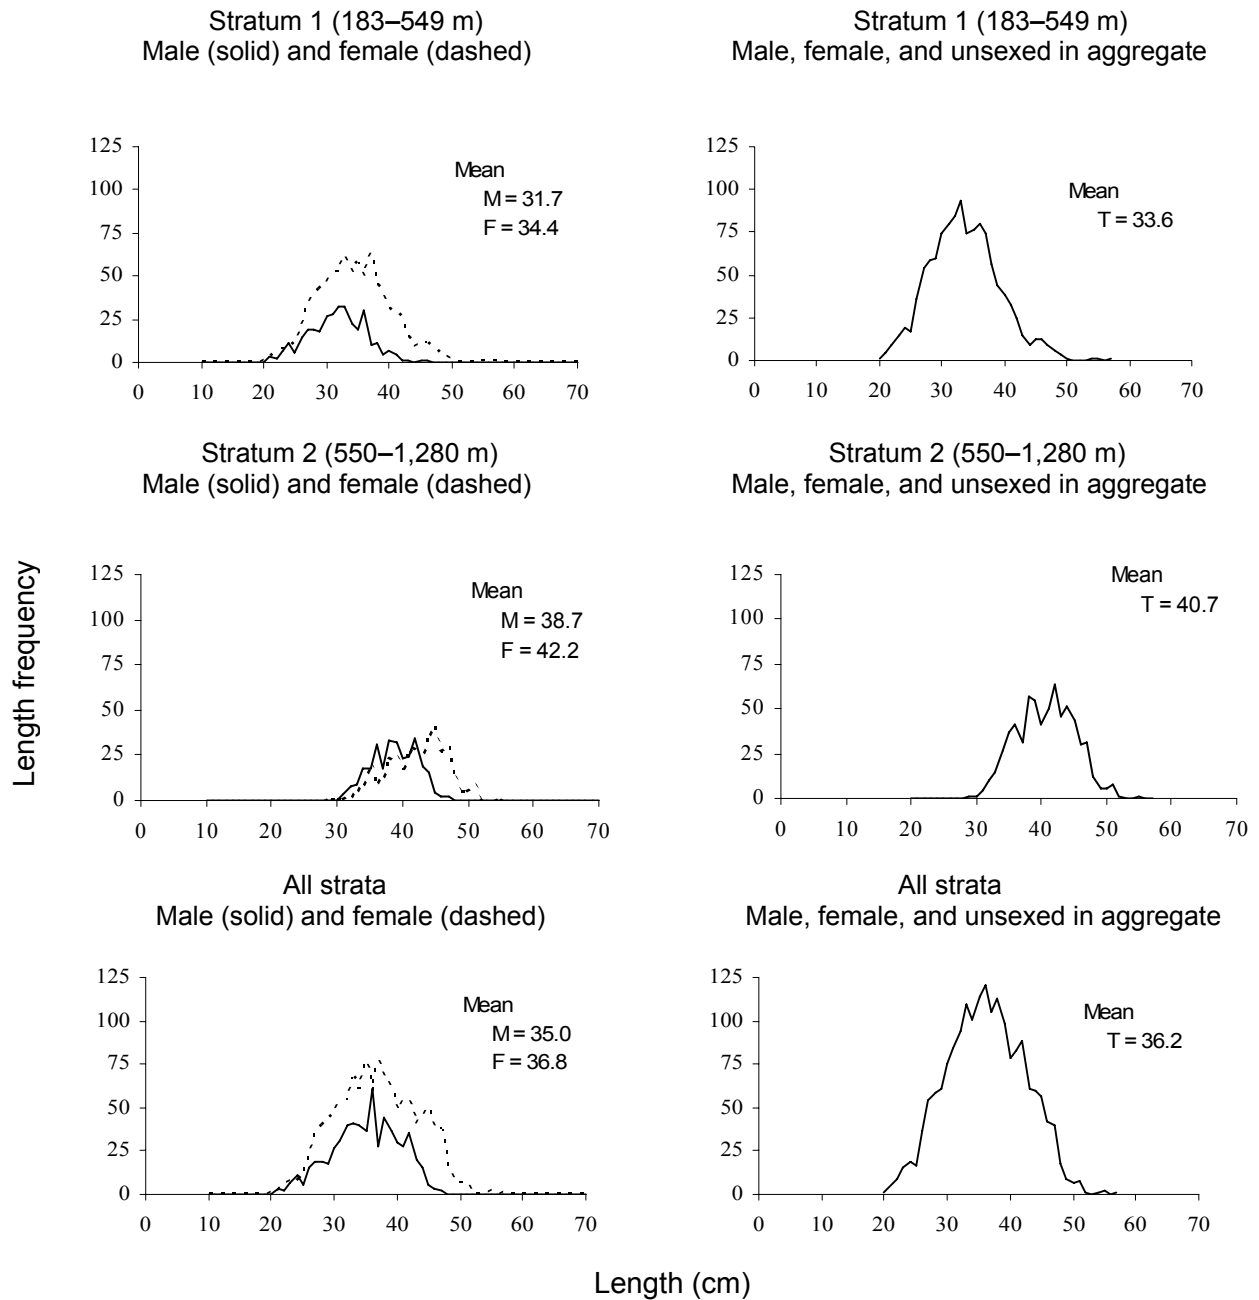 Stratum 1 (183–549 m)
Male (solid) and female (dashed)
125
100
75
50
25
0
0 10 20 30 40 50 60 70
Mean
M = 31.7
F = 34.4
Stratum 1 (183–549 m)
Male, female, and unsexed in aggregate
125
100
75
50
25
0
0 10 20 30 40 50 60 70
Mean
T = 33.6
Stratum 2 (550–1,280 m)
Male (solid) and female (dashed)
125
100
75
50
25
0
0 10 20 30 40 50 60 70
Mean
M = 38.7
F = 42.2
Stratum 2 (550–1,280 m)
Male, female, and unsexed in aggregate
125
100
75
50
25
0
0 10 20 30 40 50 60 70
Mean
T = 40.7
Length frequency
All strata
Male (solid) and female (dashed)
125
100
75
50
25
0
0 10 20 30 40 50 60 70
Mean
M = 35.0
F = 36.8
All strata
Male, female, and unsexed in aggregate
125
100
75
50
25
0
0 10 20 30 40 50 60 70
Mean
T = 36.2
Length (cm)